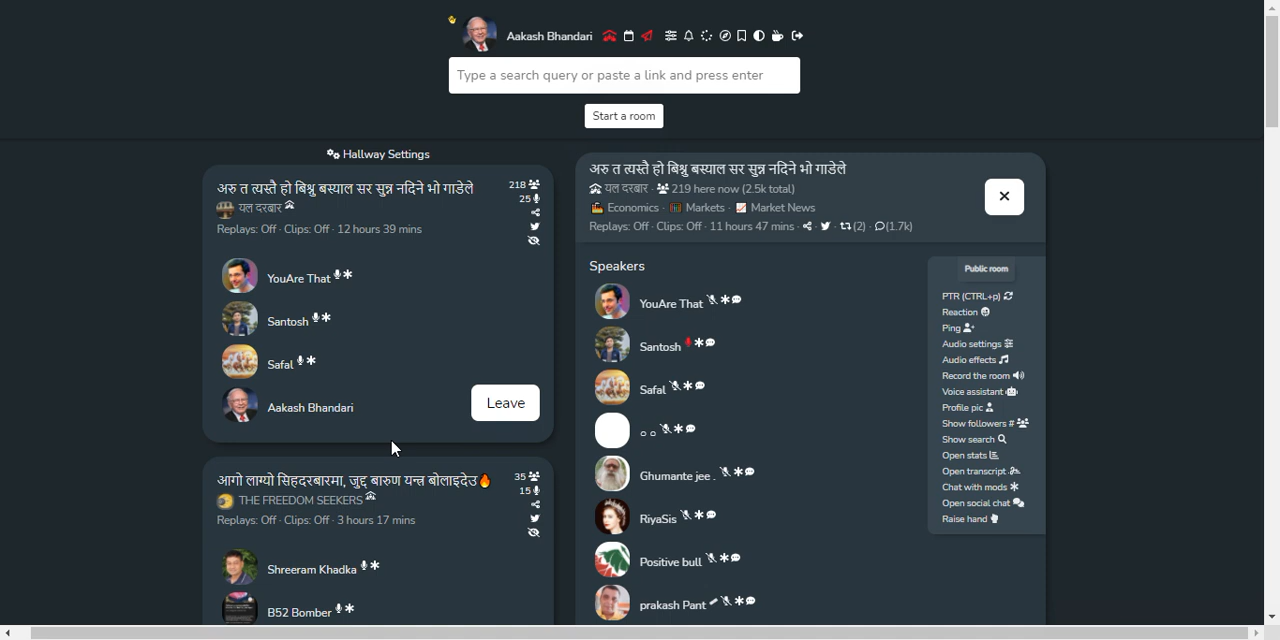 Aakash Bhandari
Type a search query or paste a link and press enter
Start a room
Hallway Settings
अरु त त्यस्तै हो बिश्नु बस्याल सर सुन्न नदिने भो गाडेले
218
यल दरबार
25
Replays: Off · Clips: Off · 12 hours 39 mins
YouAre That
Santosh
Safal
Aakash Bhandari
Leave
आगो लाग्यो सिहदरबारमा, जुद्द बारुण यन्त्र बोलाइदेउ🔥
35
THE FREEDOM SEEKERS
15
Replays: Off · Clips: Off · 3 hours 17 mins
Shreeram Khadka
B52 Bomber
अरु त त्यस्तै हो बिश्नु बस्याल सर सुन्न नदिने भो गाडेले
यल दरबार · 219 here now (2.5k total)
Economics · Markets · Market News
Replays: Off · Clips: Off · 11 hours 47 mins · (2) · (1.7k)
Speakers
YouAre That
Santosh
Safal
○ ○
Ghumante jee .
RiyaSis
Positive bull
prakash Pant
Public room
PTR (CTRL+p)
Reaction
Ping
Audio settings
Audio effects
Record the room
Voice assistant
Profile pic
Show followers #
Show search
Open stats
Open transcript
Chat with mods
Open social chat
Raise hand